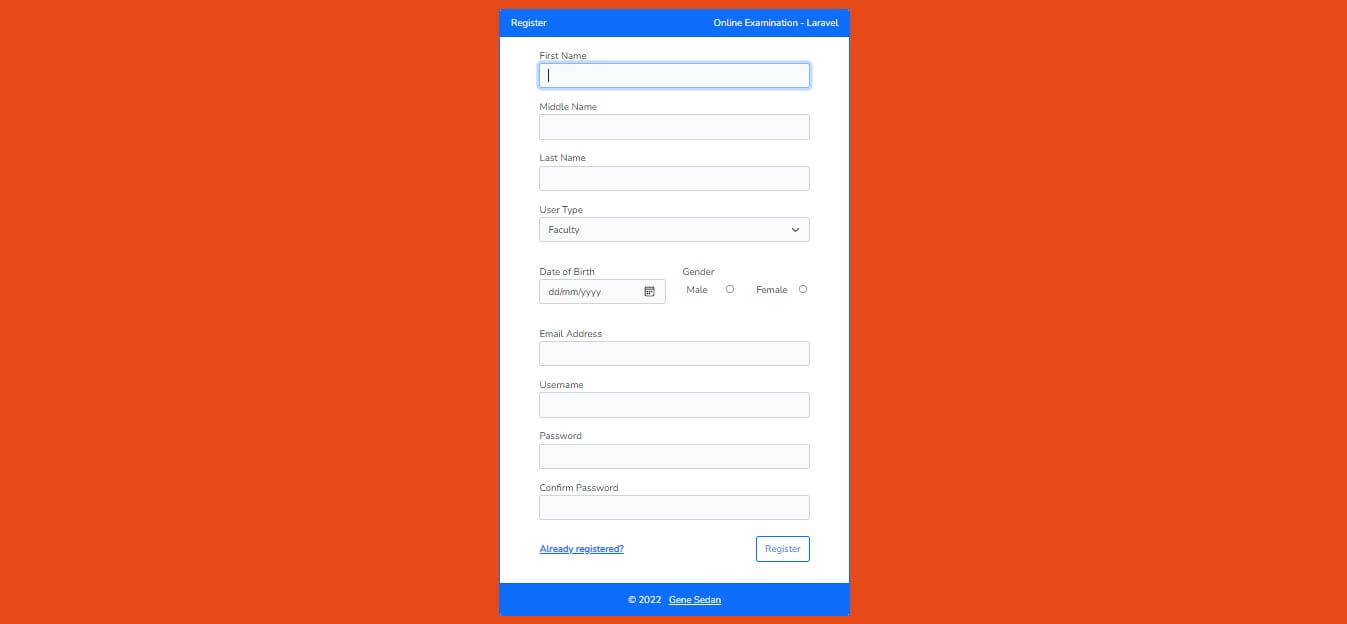 Register Online Examination - Laravel
First Name
Middle Name
Last Name
User Type
Faculty
Date of Birth Gender
dd/mm/yyyy Male Female
Email Address
Username
Password
Confirm Password
Already registered? Register
© 2022 Gene Sedan